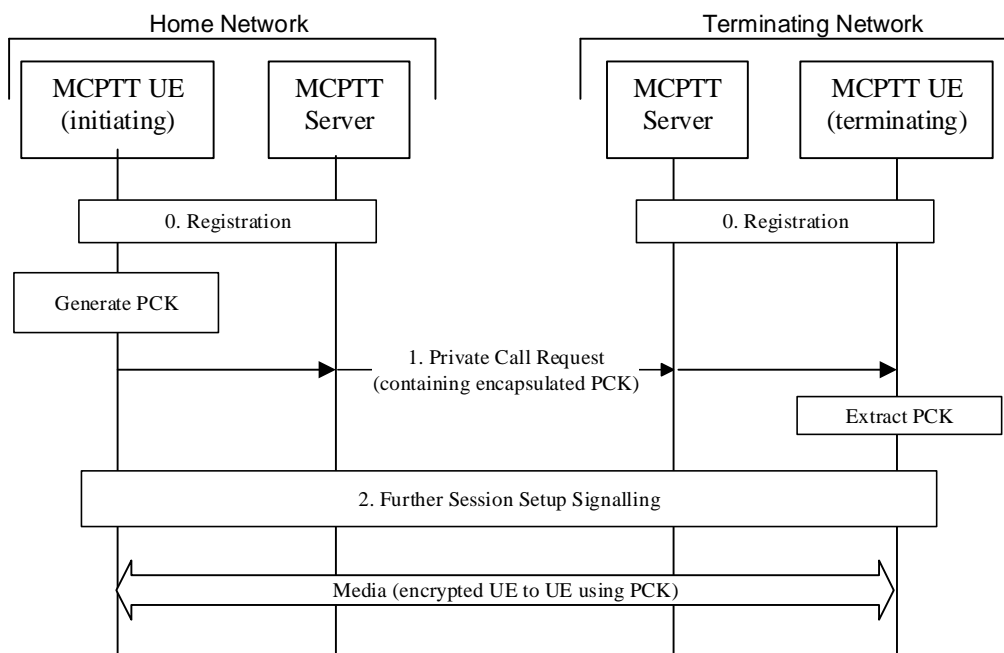 Home Network
Terminating Network
MCPTT UE
(initiating)
MCPTT
Server
MCPTT
Server
MCPTT UE
(terminating)
0. Registration
0. Registration
Generate PCK
1. Private Call Request
(containing encapsulated PCK)
Extract PCK
2. Further Session Setup Signalling
Media (encrypted UE to UE using PCK)